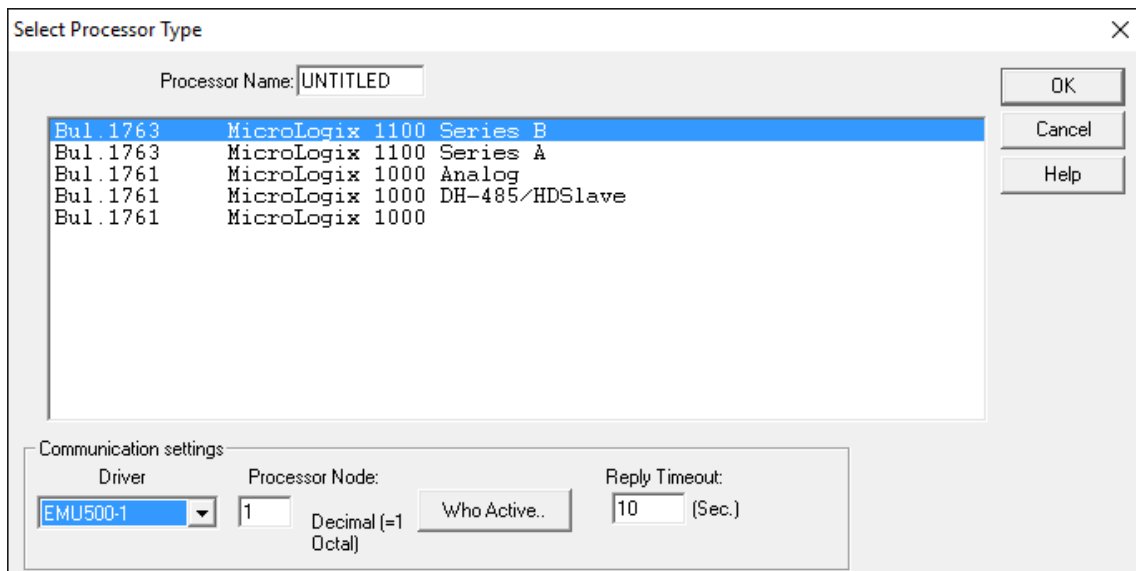 Select Processor Type
Processor Name: UNTITLED
OK
Bul.1763 MicroLogix 1100 Series B
Cancel
Bul.1763 MicroLogix 1100 Series A
Bul.1761 MicroLogix 1000 Analog
Help
Bul.1761 MicroLogix 1000 DH-485/HDSlave
Bul.1761 MicroLogix 1000
Communication settings
Driver Processor Node: Reply Timeout:
EMU500-1 1 Decimal (=1 Who Active.. 10 (Sec.)
Octal)